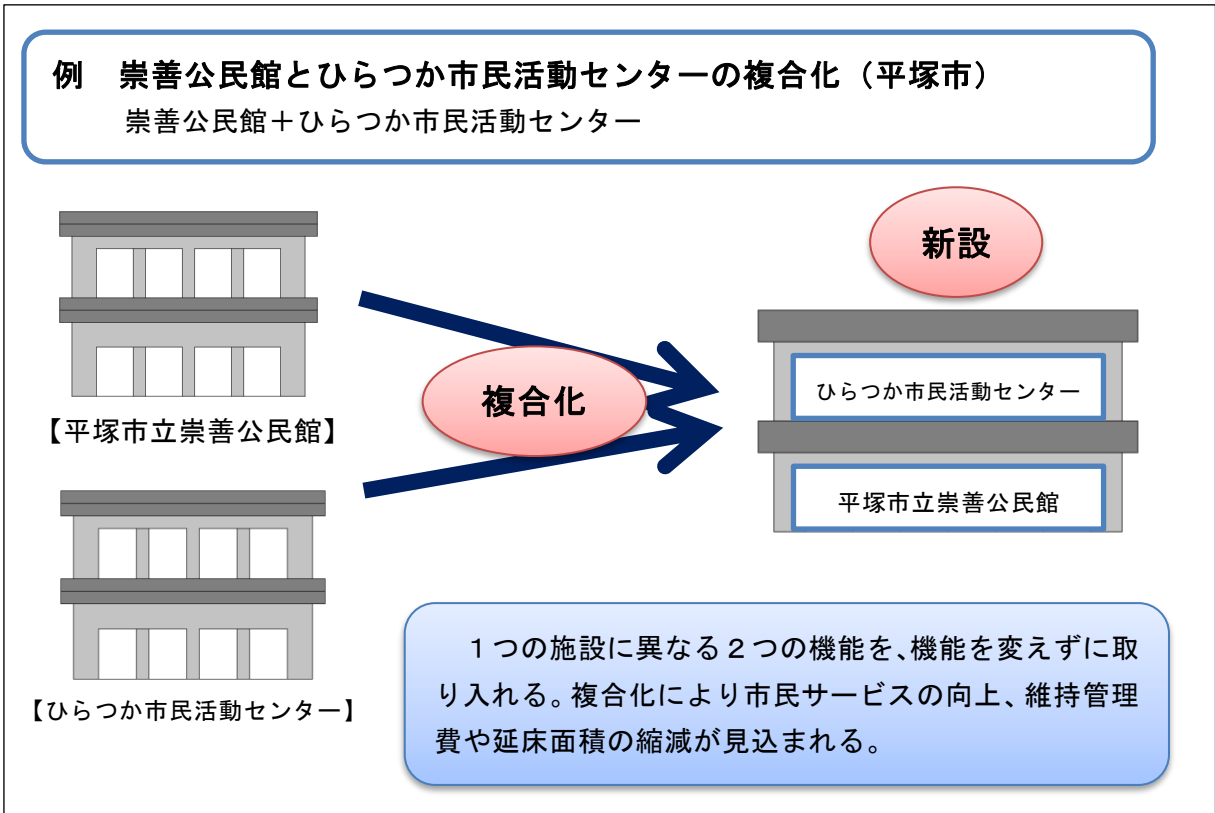 例　崇善公民館とひらつか市民活動センターの複合化（平塚市）
崇善公民館＋ひらつか市民活動センター
新設
複合化
【平塚市立崇善公民館】
【ひらつか市民活動センター】
ひらつか市民活動センター
平塚市立崇善公民館
１つの施設に異なる２つの機能を、機能を変えずに取
り入れる。複合化により市民サービスの向上、維持管理
費や延床面積の縮減が見込まれる。